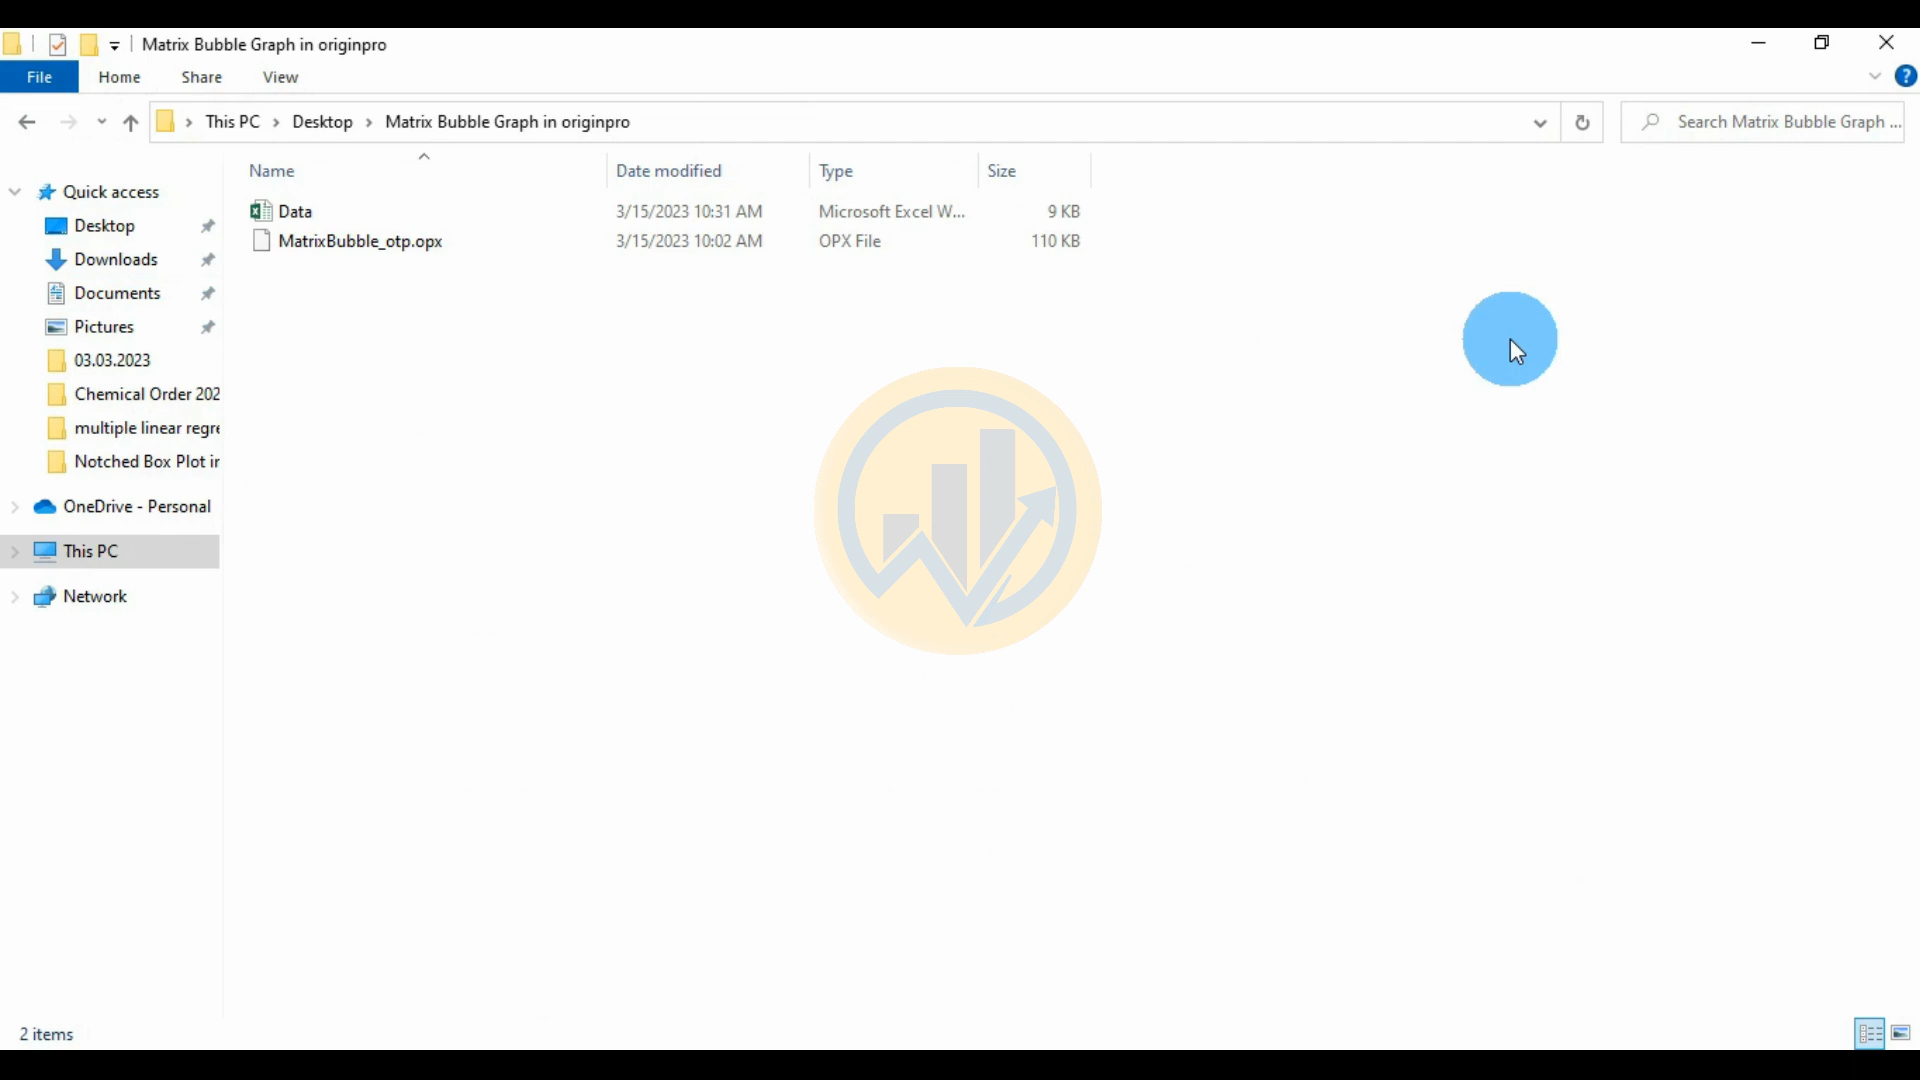 Matrix Bubble Graph in originpro
File Home Share View
?
This PC Desktop Matrix Bubble Graph in originpro
Search Matrix Bubble Graph ...
Name Date modified Type Size
Data 3/15/2023 10:31 AM Microsoft Excel W... 9 KB
MatrixBubble_otp.opx 3/15/2023 10:02 AM OPX File 110 KB
Quick access
Desktop
Downloads
Documents
Pictures
03.03.2023
Chemical Order 202
multiple linear regre
Notched Box Plot ir
OneDrive - Personal
This PC
Network
2 items